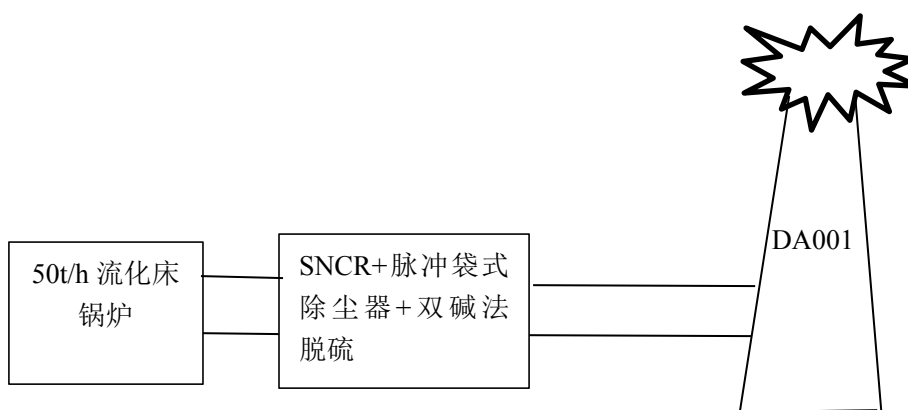 50t/h 流化床
锅炉
SNCR+脉冲袋式
除尘器+双碱法
脱硫
DA001